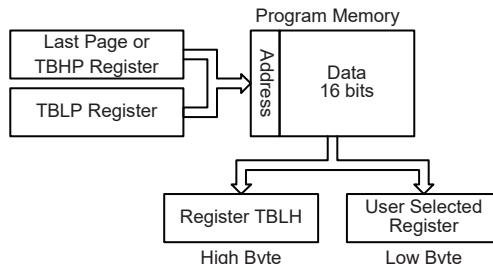 Program Memory
Last Page or
TBHP Register
TBLP Register
Address
Data
16 bits
Register TBLH
High Byte
User Selected
Register
Low Byte